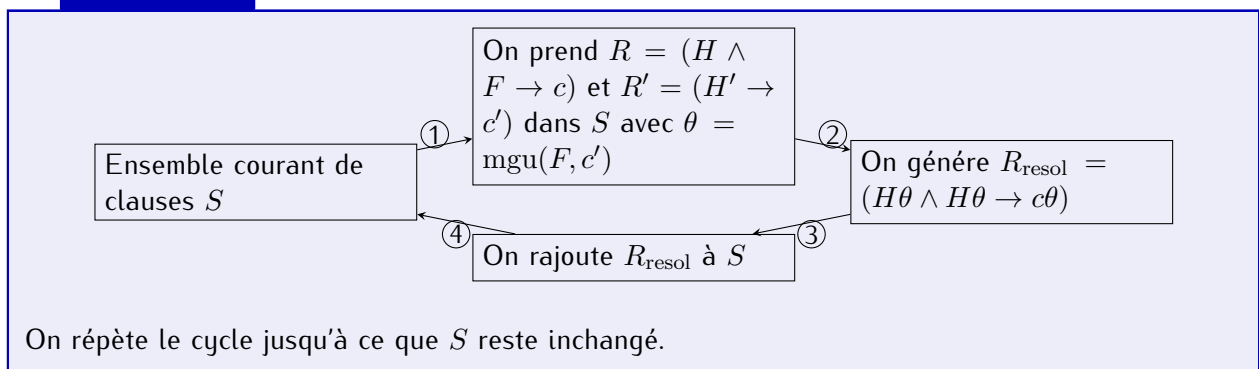 On prend R = (H ∧
F → c) et R′ = (H′ →
c′) dans S avec θ =
mgu(F, c′)
1
2
Ensemble courant de
clauses S
On génére R_resol =
(Hθ ∧ Hθ → cθ)
4
3
On rajoute R_resol à S
On répète le cycle jusqu'à ce que S reste inchangé.